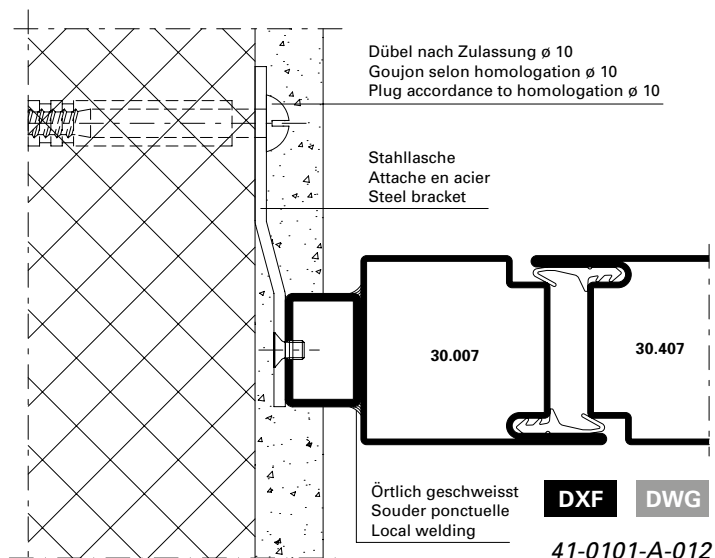 Dübel nach Zulassung ø 10
Goujon selon homologation ø 10
Plug accordance to homologation ø 10
Stahllasche
Attache en acier
Steel bracket
30.007
30.407
Örtlich geschweisst
Souder ponctuelle
Local welding
DXF
DWG
41-0101-A-012